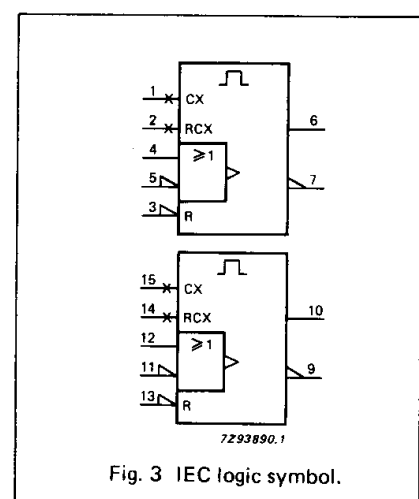 1 CX
2 RCX 6
4 ≥1
5 7
3 R
15 CX
14 RCX 10
12 ≥1
11 9
13 R
7Z93890.1
Fig. 3 IEC logic symbol.